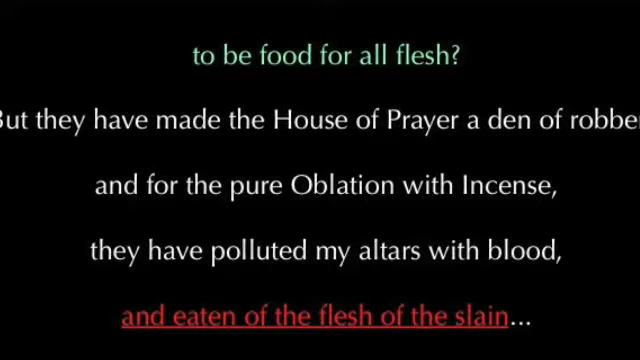 to be food for all flesh?
But they have made the House of Prayer a den of robber
and for the pure Oblation with Incense,
they have polluted my altars with blood,
and eaten of the flesh of the slain...